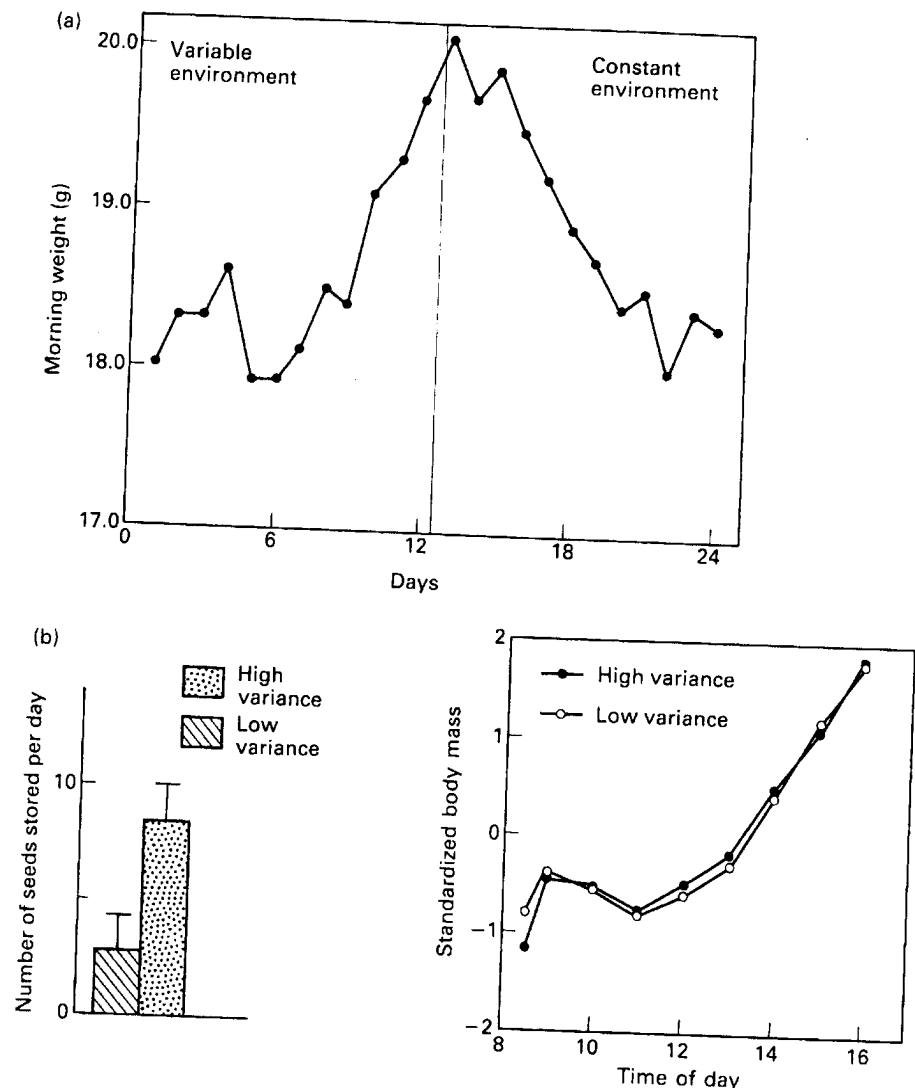 (a)
Variable
environment
Constant
environment
Morning weight (g)
20.0
19.0
18.0
17.0
0
6
12
18
24
Days
(b)
High
variance
Low
variance
Number of seeds stored per day
10
0
High variance
Low variance
Standardized body mass
2
1
0
−1
−2
8
10
12
14
16
Time of day